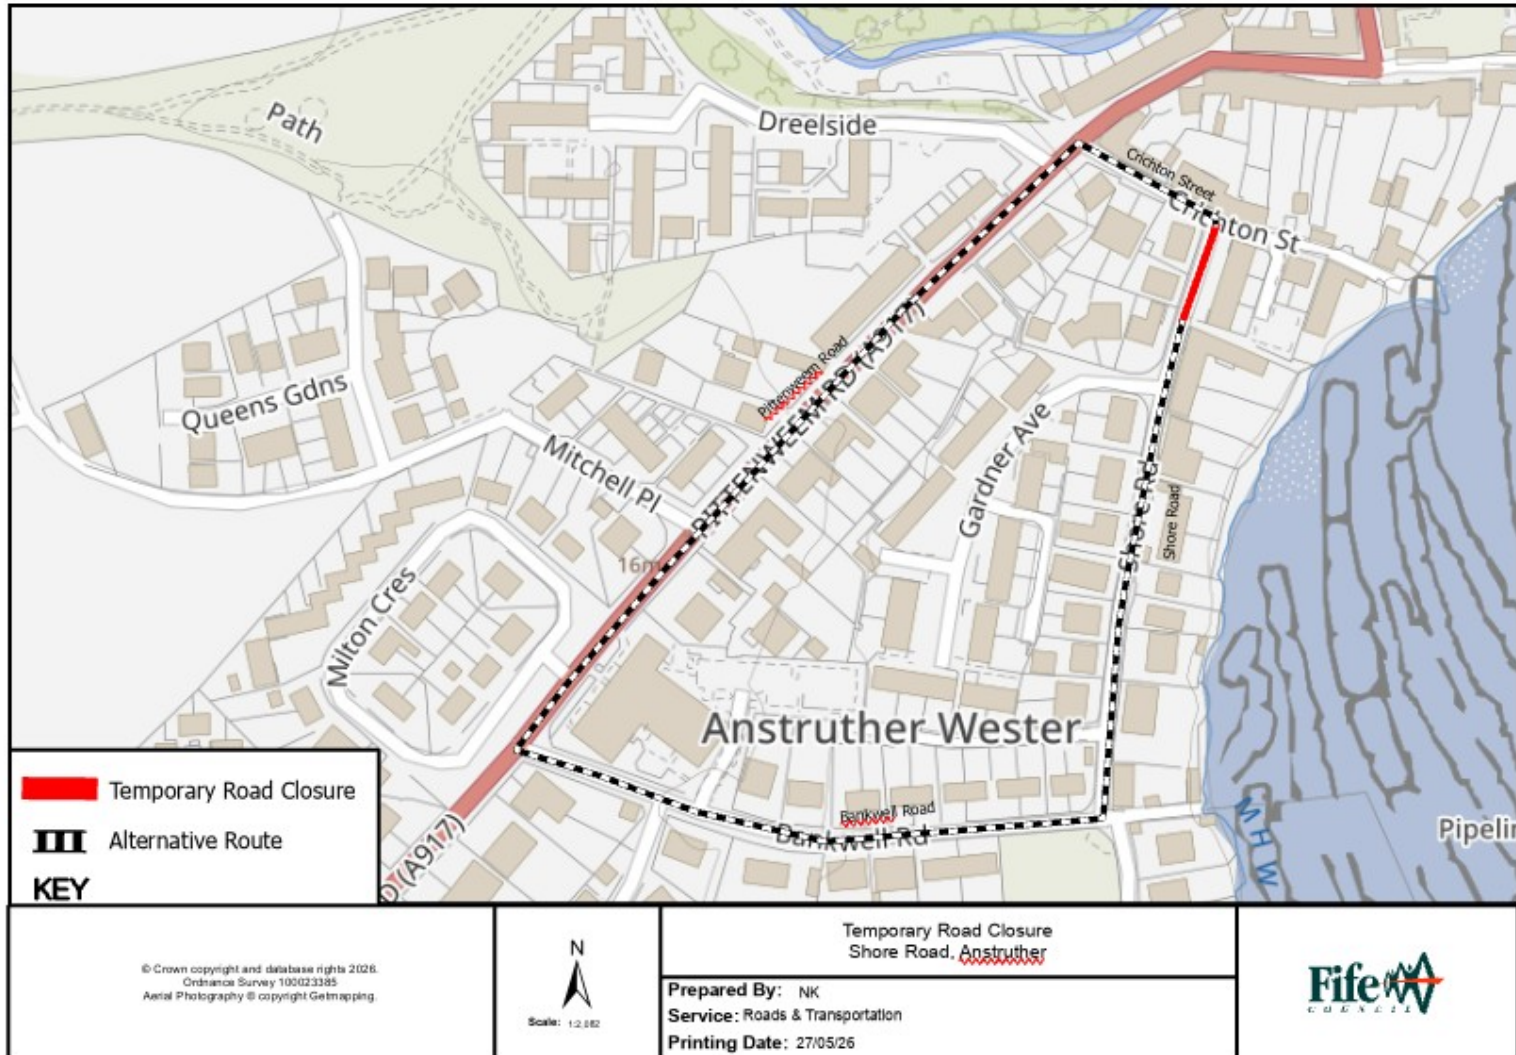 Path
Dreelside
Crichton Street
Crichton St
Pittenweem Road
PITTENWEEM RD (A917)
Queens Gdns
Mitchell Pl
Gardner Ave
Shore Rd
Shore Road
16m
Milton Cres
Anstruther Wester
Bankwell Road
Bankwell Rd
MHW
Pipelin
D (A917)
Temporary Road Closure
Alternative Route
KEY
© Crown copyright and database rights 2026.
Ordnance Survey 100023385
Aerial Photography © copyright Getmapping.
N
Scale: 1:2,082
Temporary Road Closure
Shore Road, Anstruther
Prepared By: NK
Service: Roads & Transportation
Printing Date: 27/05/26
Fife
COUNCIL